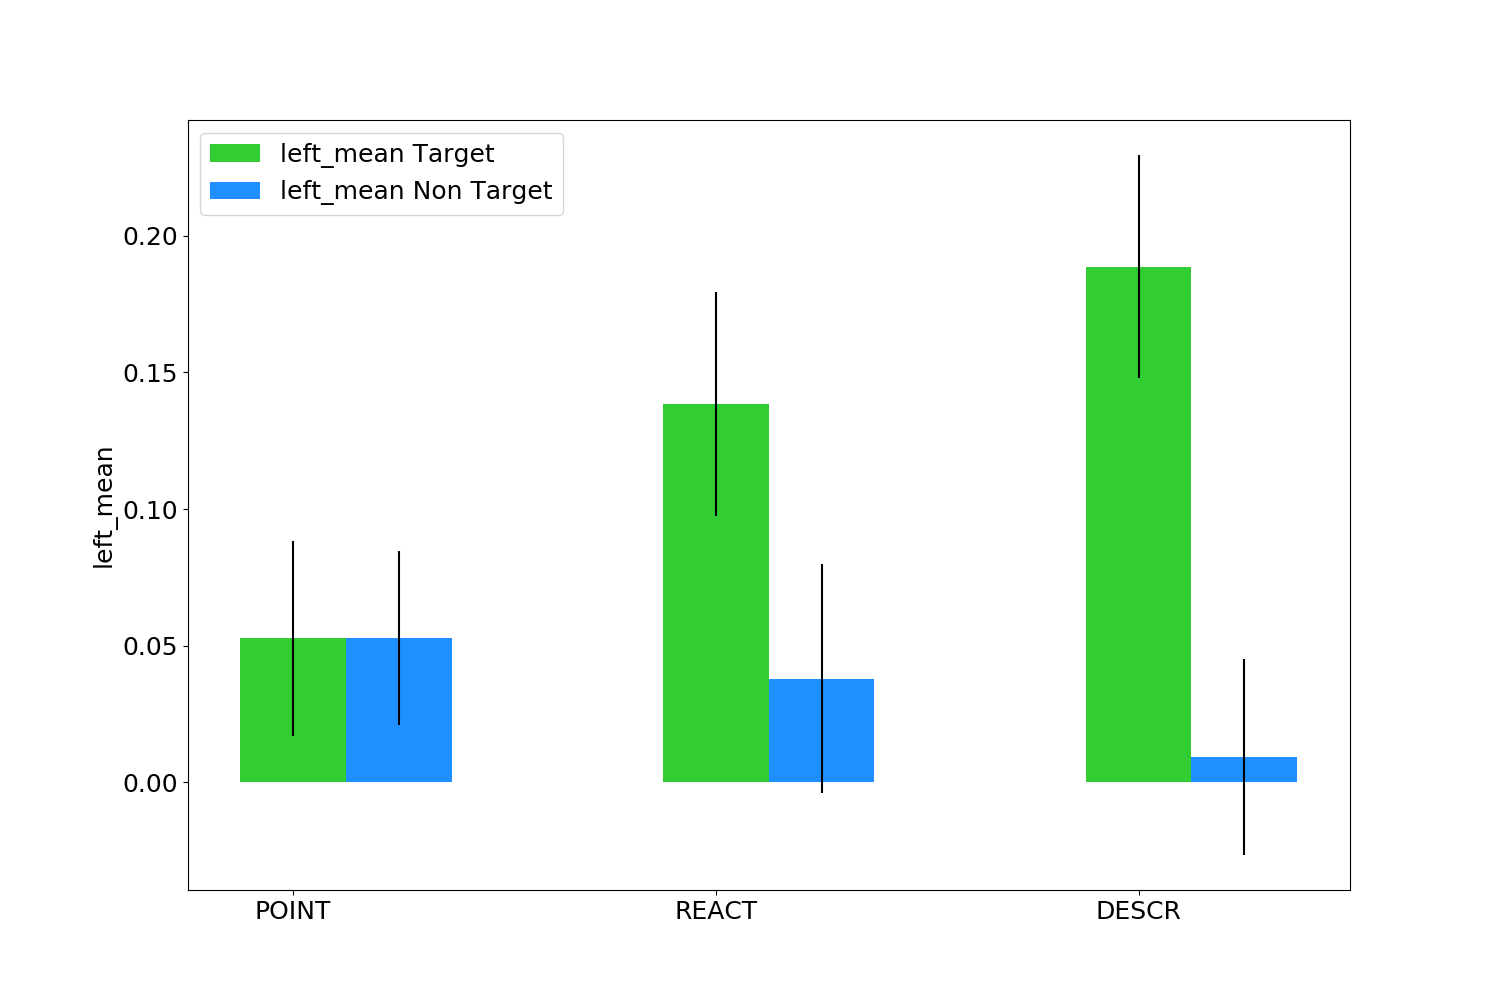 left_mean Target
left_mean Non Target
0.20
0.15
0.10
0.05
0.00
left_mean
POINT REACT DESCR